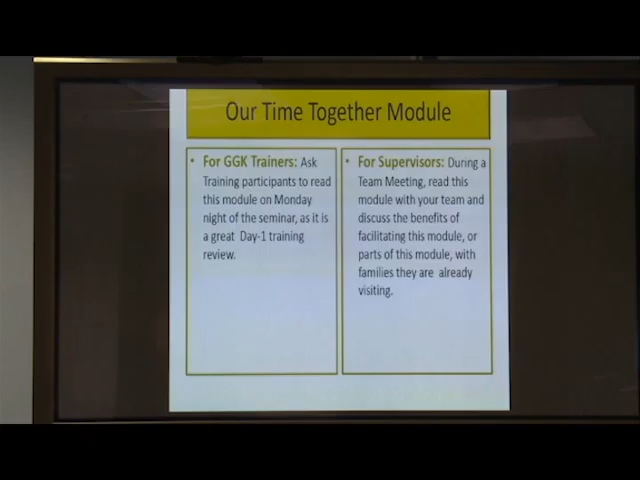 Our Time Together Module
• For GGK Trainers: Ask
Training participants to read
this module on Monday
night of the seminar, as it is
a great Day-1 training
review.
• For Supervisors: During a
Team Meeting, read this
module with your team and
discuss the benefits of
facilitating this module, or
parts of this module, with
families they are already
visiting.